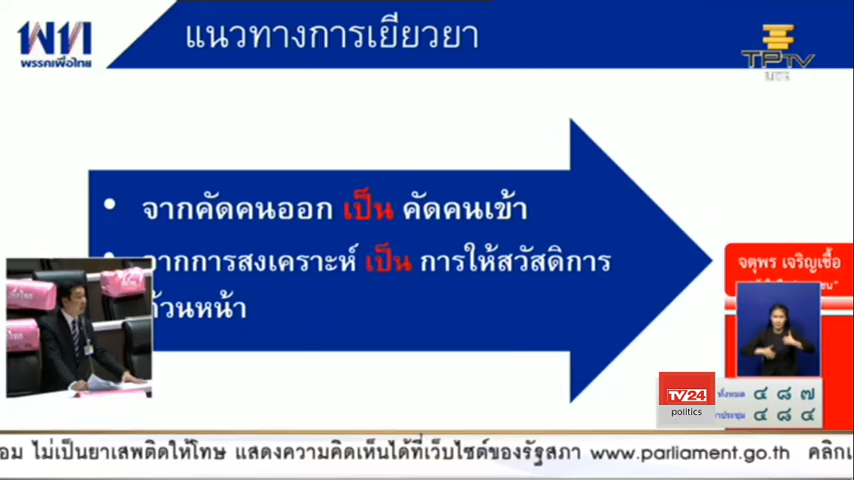 พท
พรรคเพื่อไทย
แนวทางการเยียวยา
TPTV
• จากคัดคนออก เป็น คัดคนเข้า
• จากการสงเคราะห์ เป็น การให้สวัสดิการ
ถ้วนหน้า
จตุพร เจริญเชื้อ
TV24
politics
ทั้งหมด ๔ ๘ ๗
าประชุม ๔ ๘ ๔
อม ไม่เป็นยาเสพติดให้โทษ แสดงความคิดเห็นได้ที่เว็บไซต์ของรัฐสภา www.parliament.go.th คลิกเ